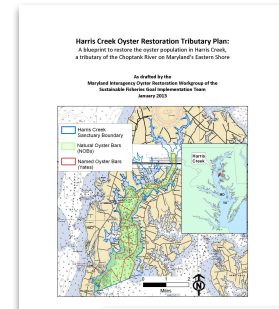 Harris Creek Oyster Restoration Tributary Plan:
A blueprint to restore the oyster population in Harris Creek,
a tributary of the Choptank River on Maryland's Eastern Shore
As drafted by the
Maryland Interagency Oyster Restoration Workgroup of the
Sustainable Fisheries Goal Implementation Team
January 2013
Harris Creek
Sanctuary Boundary
Natural Oyster Bars
(NOBs)
Named Oyster Bars
(Yates)
Harris
Creek
Miles
N